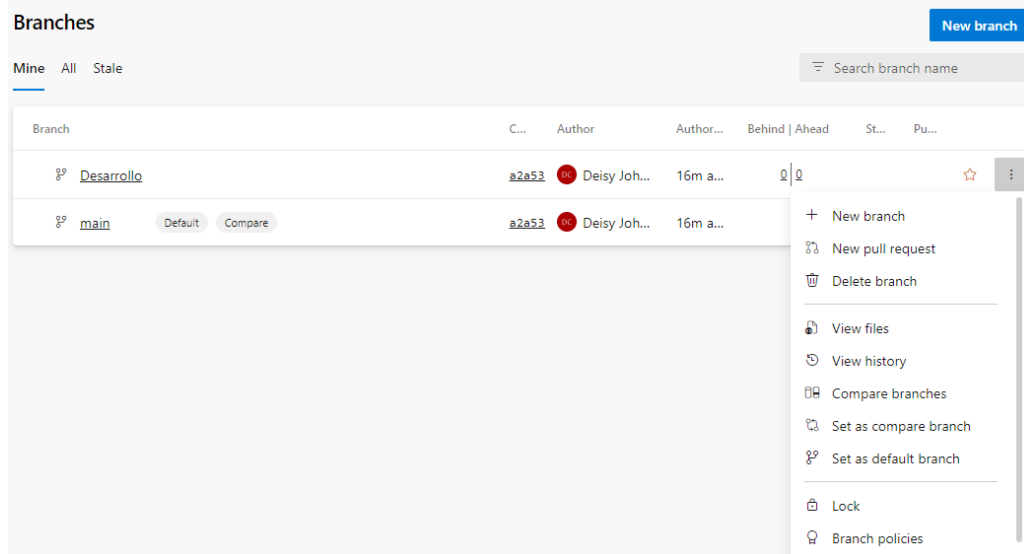 Branches
New branch
Mine All Stale
Search branch name
Branch C... Author Author... Behind | Ahead St... Pu...
Desarrollo a2a53 DC Deisy Joh... 16m a... 0 0
main Default Compare a2a53 DC Deisy Joh... 16m a...
New branch
New pull request
Delete branch
View files
View history
Compare branches
Set as compare branch
Set as default branch
Lock
Branch policies